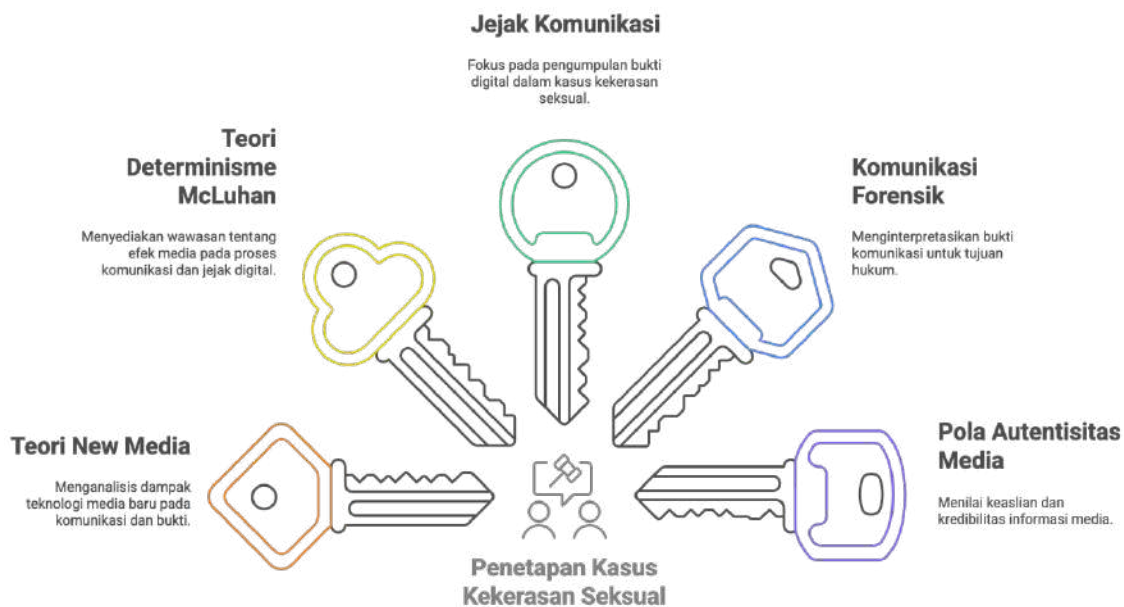 Jejak Komunikasi
Fokus pada pengumpulan bukti
digital dalam kasus kekerasan
seksual.
Teori
Determinisme
McLuhan
Menyediakan wawasan tentang
efek media pada proses
komunikasi dan jejak digital.
Komunikasi
Forensik
Menginterpretasikan bukti
komunikasi untuk tujuan
hukum.
Teori New Media
Menganalisis dampak
teknologi media baru pada
komunikasi dan bukti.
Pola Autentisitas
Media
Menilai keaslian dan
kredibilitas informasi media.
Penetapan Kasus
Kekerasan Seksual